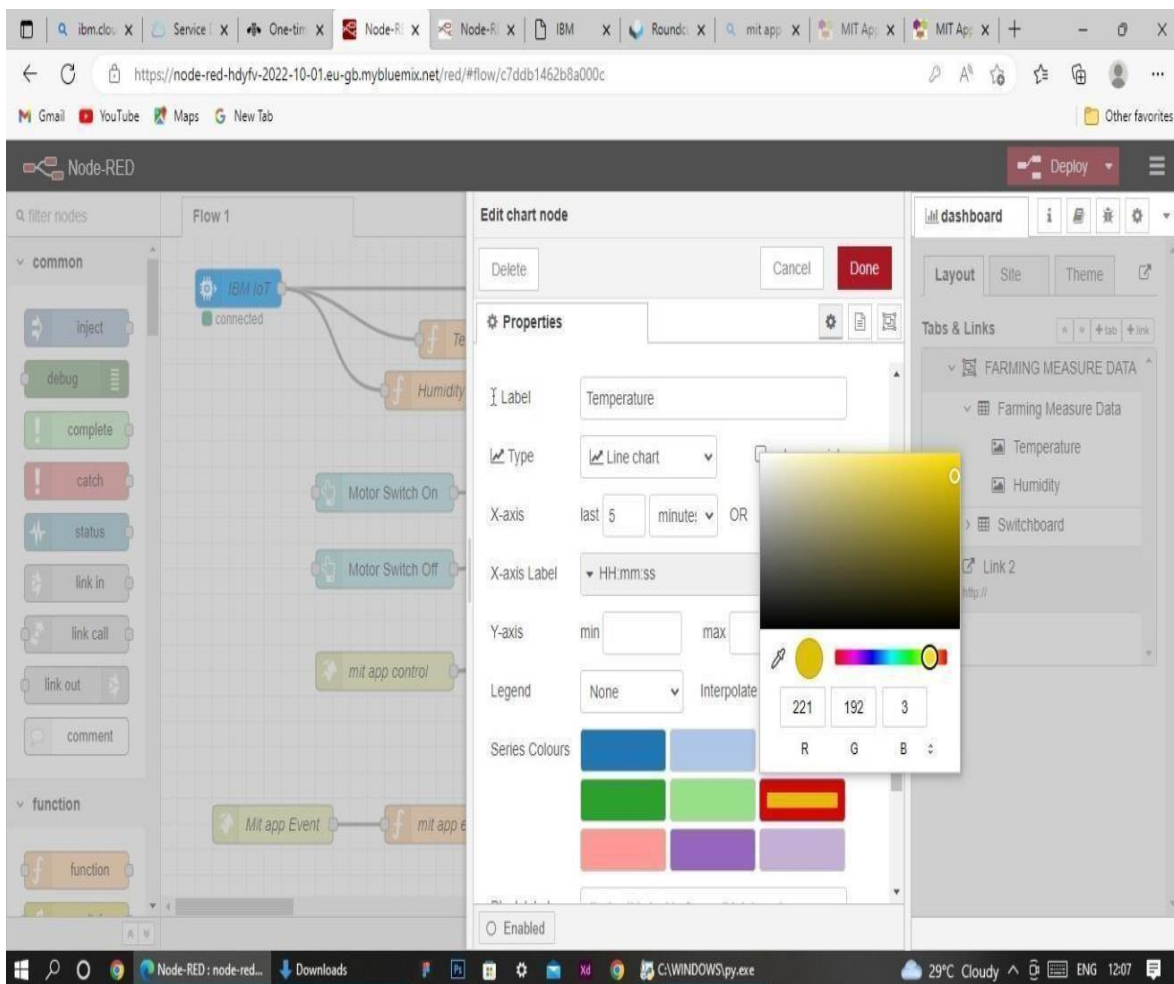 ibm.clou
Service
One-tim
Node-R
Node-R
IBM
Roundc
mit app
MIT App
MIT App
https://node-red-hdyfv-2022-10-01.eu-gb.mybluemix.net/red/#flow/c7ddb1462b8a000c
Gmail YouTube Maps New Tab Other favorites
Node-RED
Deploy
filter nodes
common
inject
debug
complete
catch
status
link in
link call
link out
comment
function
function
Flow 1
IBM IoT
connected
Te
Humidity
Motor Switch On
Motor Switch Off
mit app control
Mit app Event
mit app e
Edit chart node
Delete Cancel Done
Properties
Label Temperature
Type Line chart
X-axis last 5 minutes OR
X-axis Label HH:mm:ss
Y-axis min max
Legend None Interpolate
Series Colours
221 192 3
R G B
Enabled
dashboard
Layout Site Theme
Tabs & Links
tab
link
FARMING MEASURE DATA
Farming Measure Data
Temperature
Humidity
Switchboard
Link 2
http://
Node-RED : node-red... Downloads C:\WINDOWS\py.exe 29°C Cloudy ENG 12:07